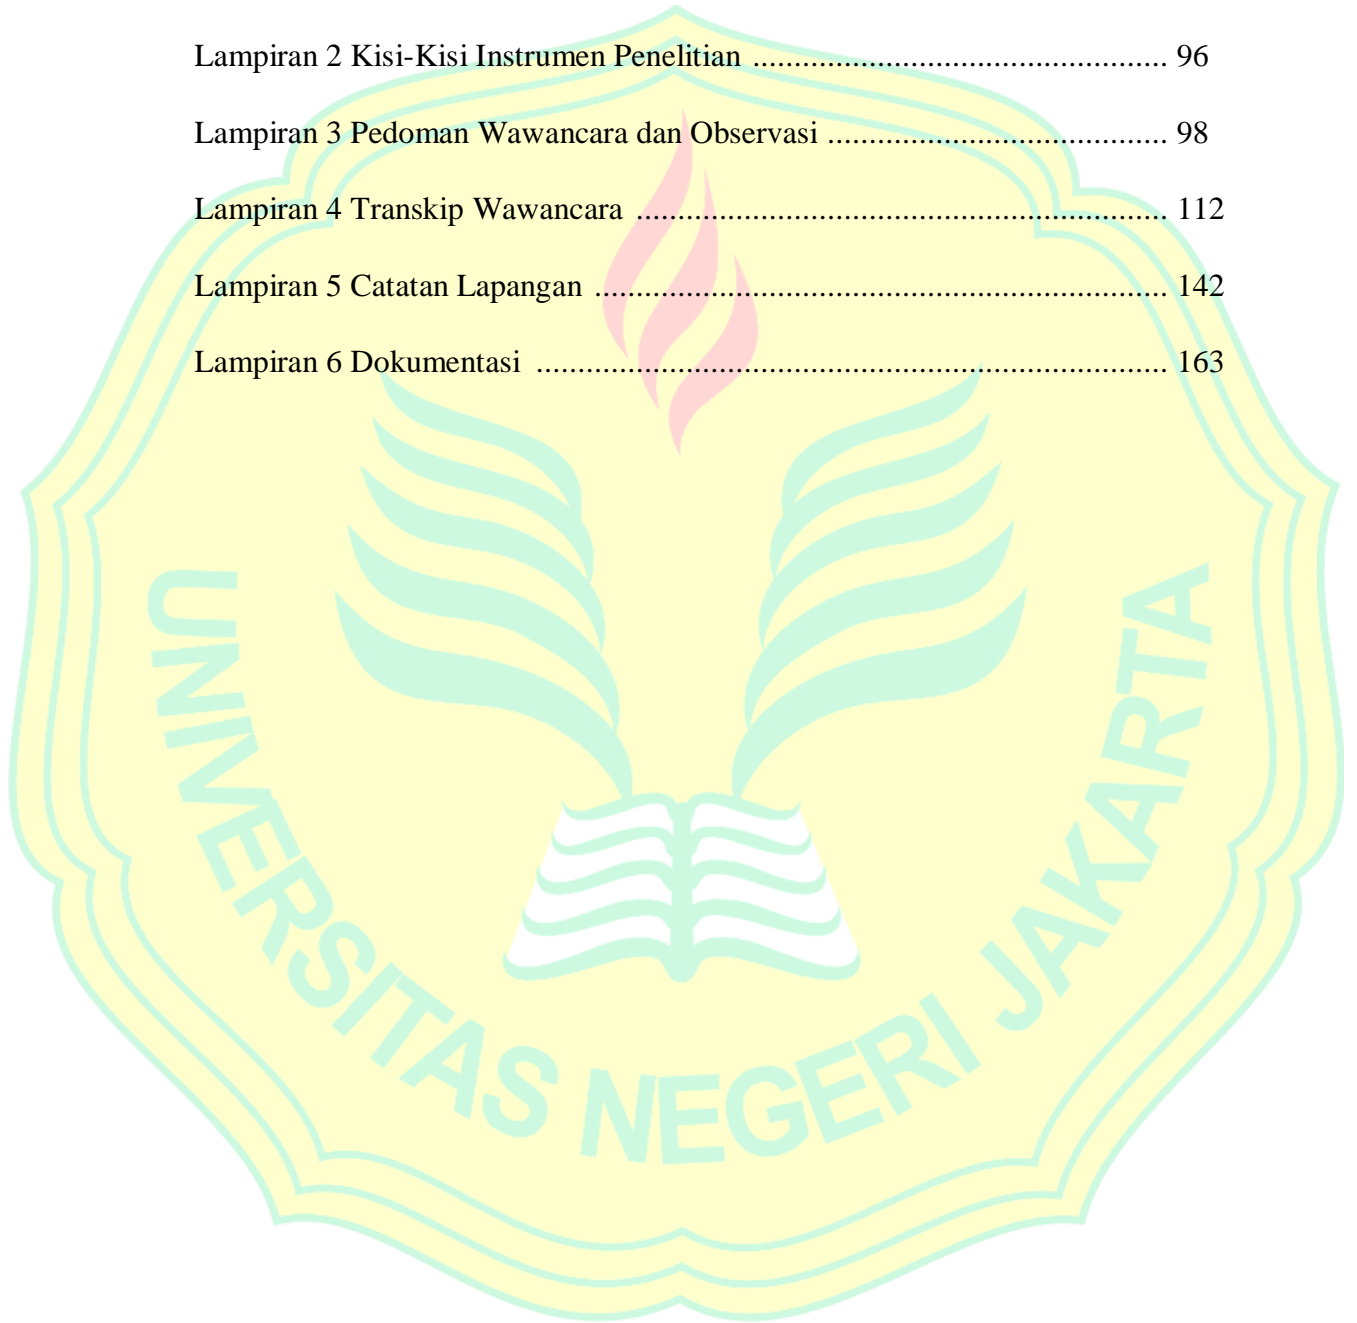 Lampiran 2 Kisi-Kisi Instrumen Penelitian .................................................. 96
Lampiran 3 Pedoman Wawancara dan Observasi ......................................... 98
Lampiran 4 Transkip Wawancara ................................................................ 112
Lampiran 5 Catatan Lapangan ..................................................................... 142
Lampiran 6 Dokumentasi ............................................................................ 163
UNIVERSITAS NEGERI JAKARTA